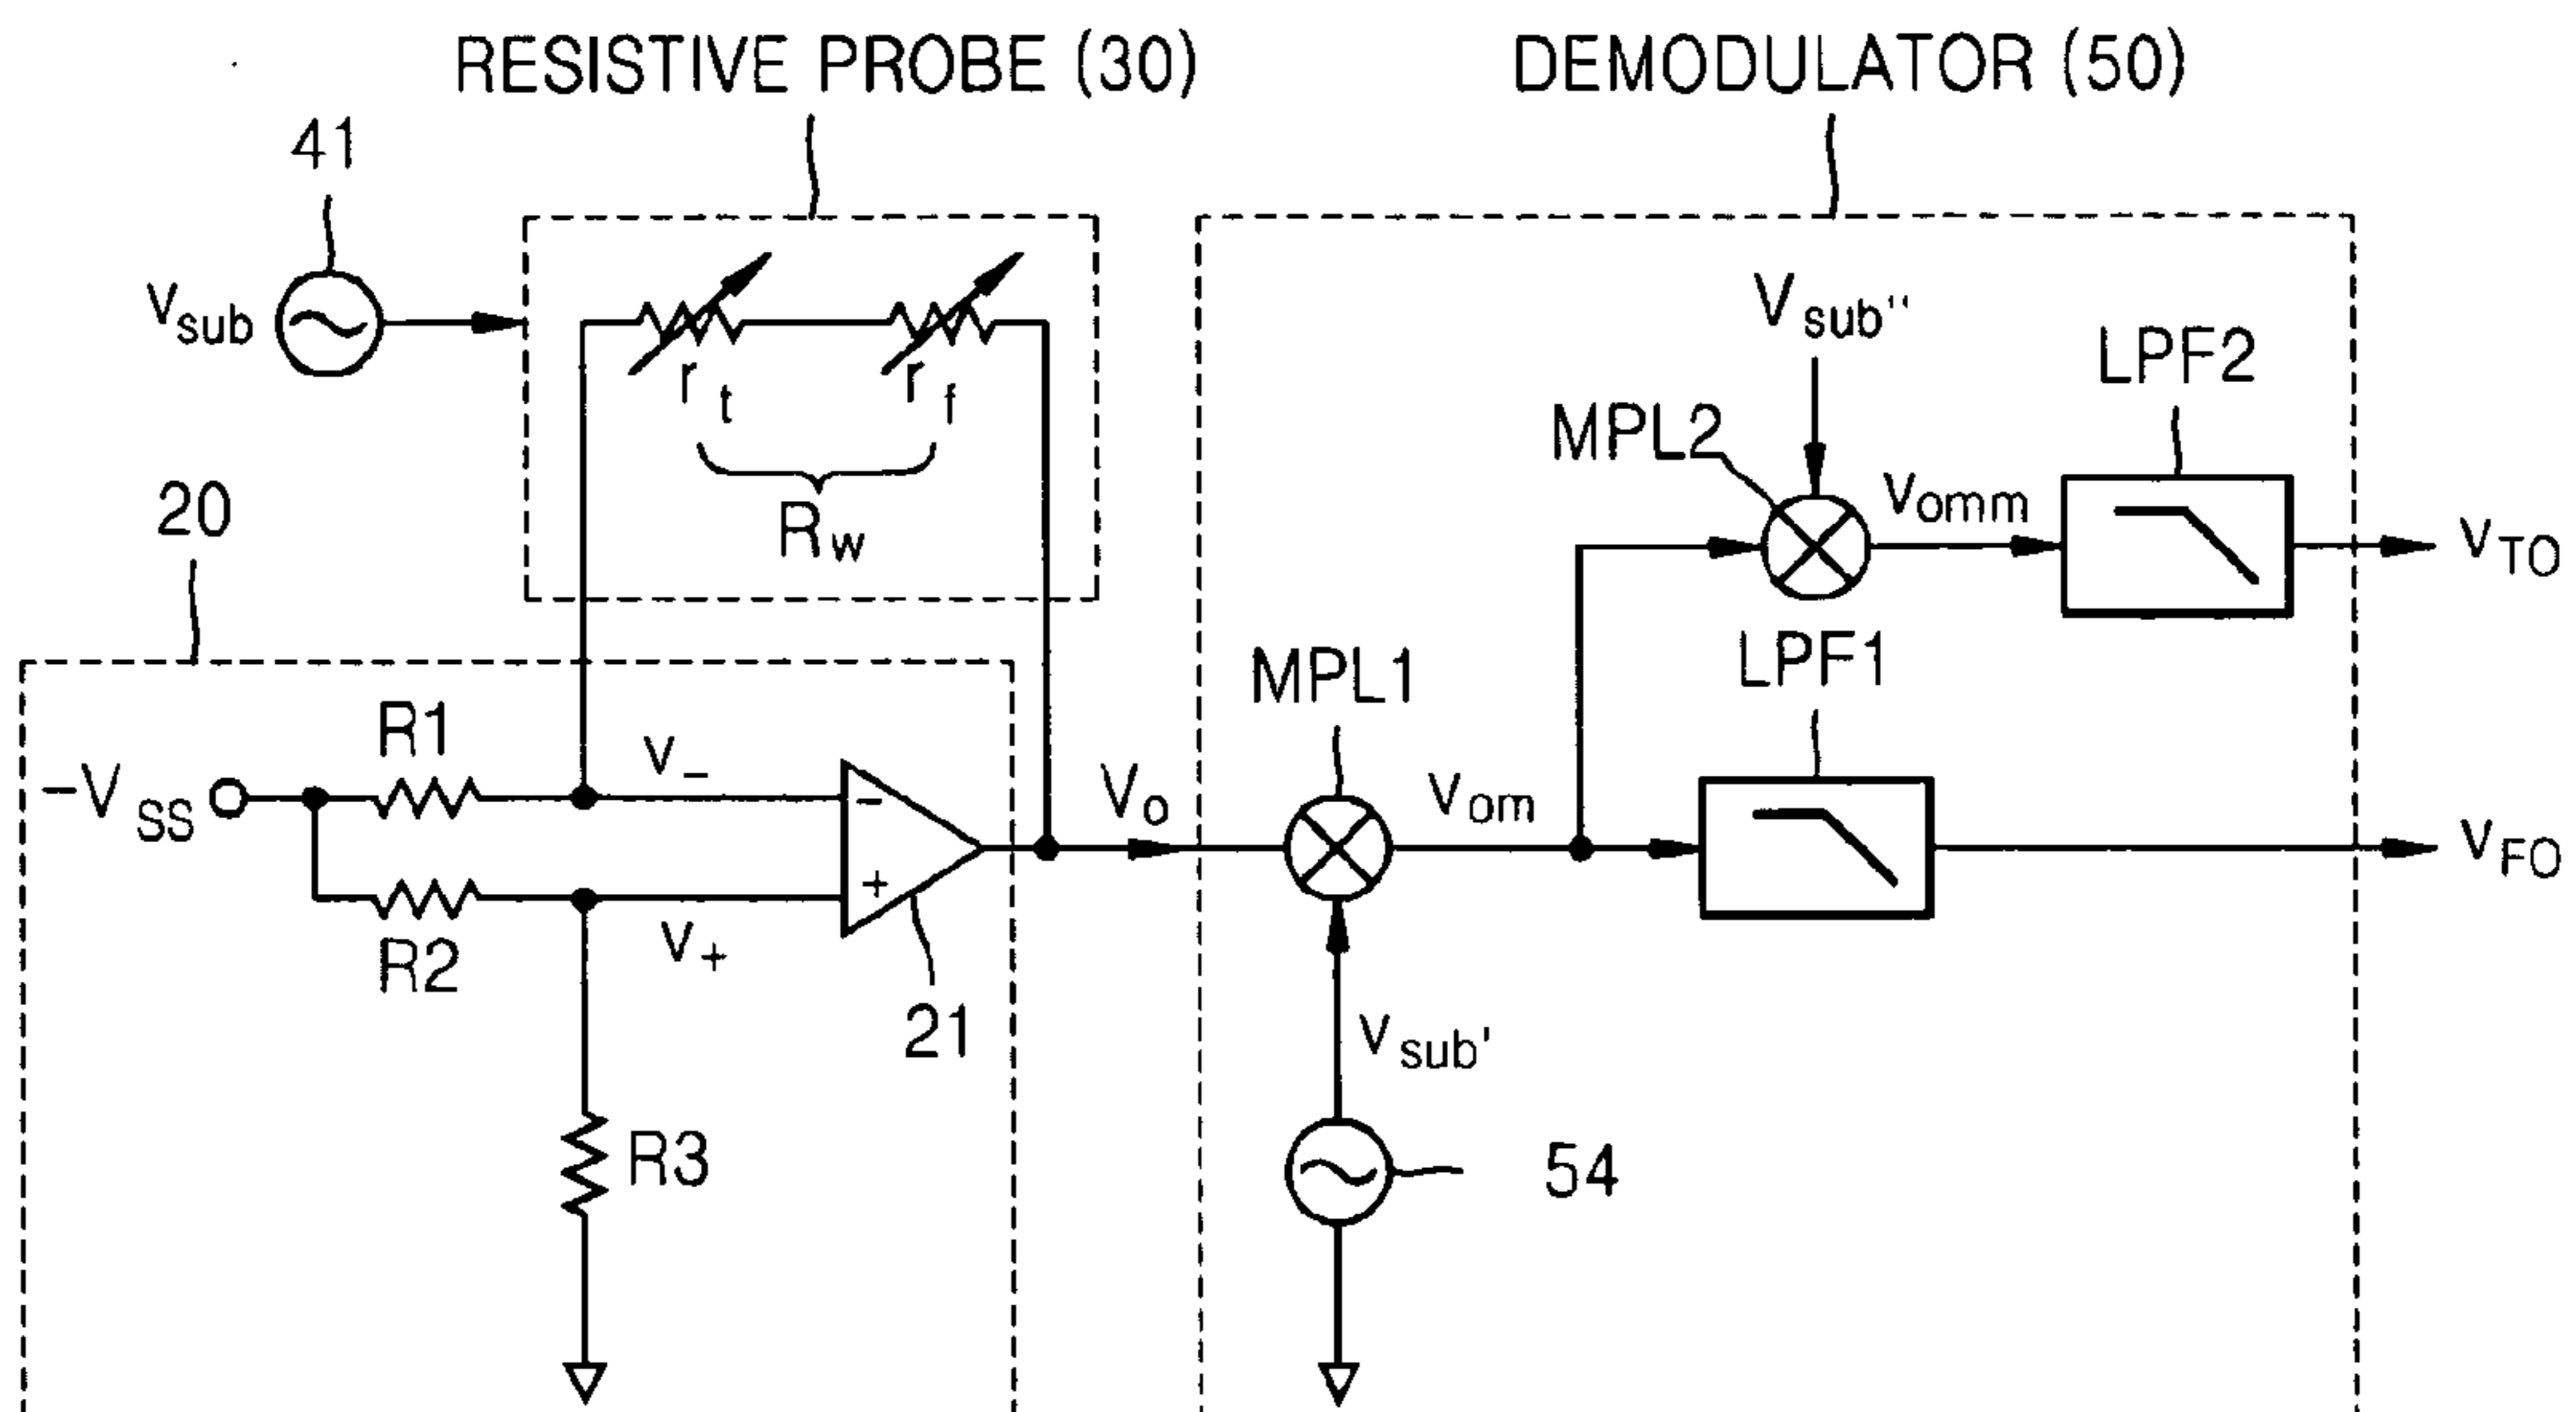 RESISTIVE PROBE (30)
DEMODULATOR (50)
41
vsub
rt
rf
Rw
Vsub''
LPF2
MPL2
vomm
vTO
20
MPL1
LPF1
R1
v−
−VSS
Vo
vom
vFO
−
+
R2
v+
21
vsub'
R3
54